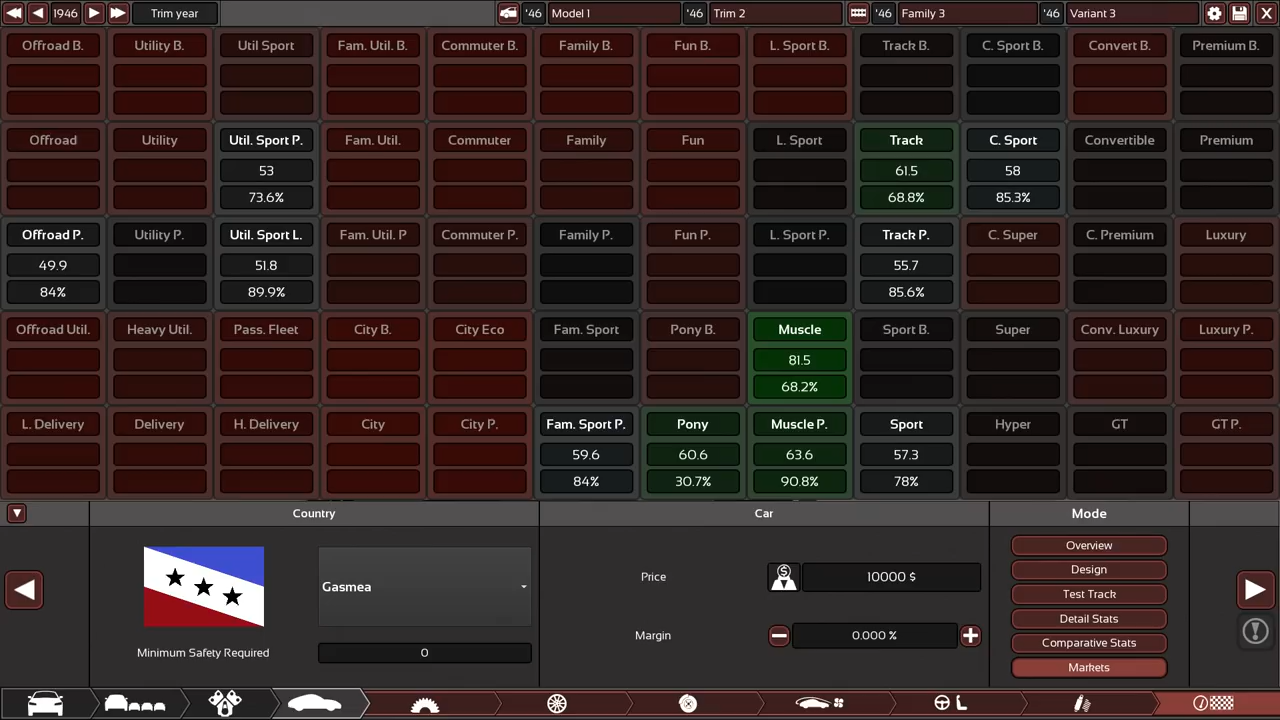 1946 Trim year '46 Model 1 '46 Trim 2 '46 Family 3 '46 Variant 3
Offroad B. Utility B. Util Sport Fam. Util. B. Commuter B. Family B. Fun B. L. Sport B. Track B. C. Sport B. Convert B. Premium B.
Offroad Utility Util. Sport P. Fam. Util. Commuter Family Fun L. Sport Track C. Sport Convertible Premium
53 61.5 58
73.6% 68.8% 85.3%
Offroad P. Utility P. Util. Sport L. Fam. Util. P Commuter P. Family P. Fun P. L. Sport P. Track P. C. Super C. Premium Luxury
49.9 51.8 55.7
84% 89.9% 85.6%
Offroad Util. Heavy Util. Pass. Fleet City B. City Eco Fam. Sport Pony B. Muscle Sport B. Super Conv. Luxury Luxury P.
81.5
68.2%
L. Delivery Delivery H. Delivery City City P. Fam. Sport P. Pony Muscle P. Sport Hyper GT GT P.
59.6 60.6 63.6 57.3
84% 30.7% 90.8% 78%
Country Car Mode
Overview
Design
Gasmea Price 10000 $
Test Track
Detail Stats
Margin 0.000 %
Comparative Stats
Minimum Safety Required 0
Markets